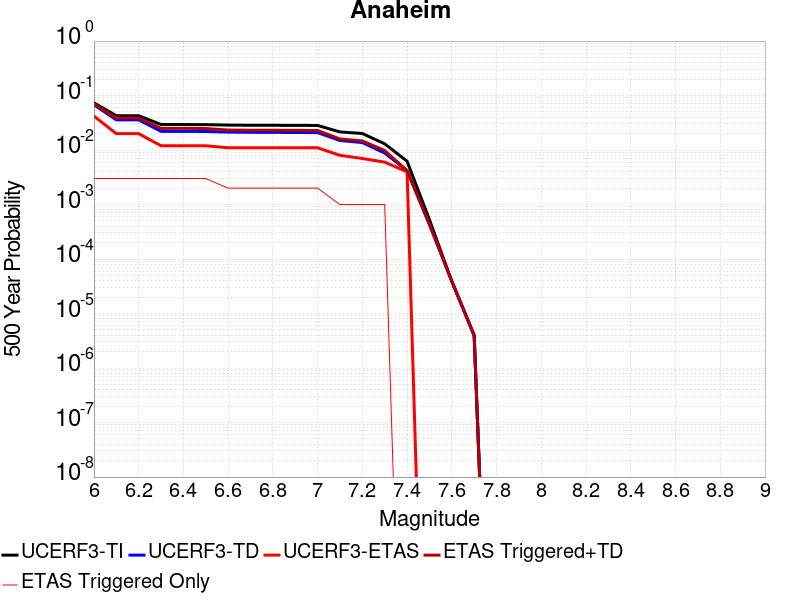 Anaheim
10^0
10^-1
10^-2
10^-3
10^-4
10^-5
10^-6
10^-7
10^-8
500 Year Probability
6 6.2 6.4 6.6 6.8 7 7.2 7.4 7.6 7.8 8 8.2 8.4 8.6 8.8 9
Magnitude
UCERF3-TI UCERF3-TD UCERF3-ETAS ETAS Triggered+TD
ETAS Triggered Only